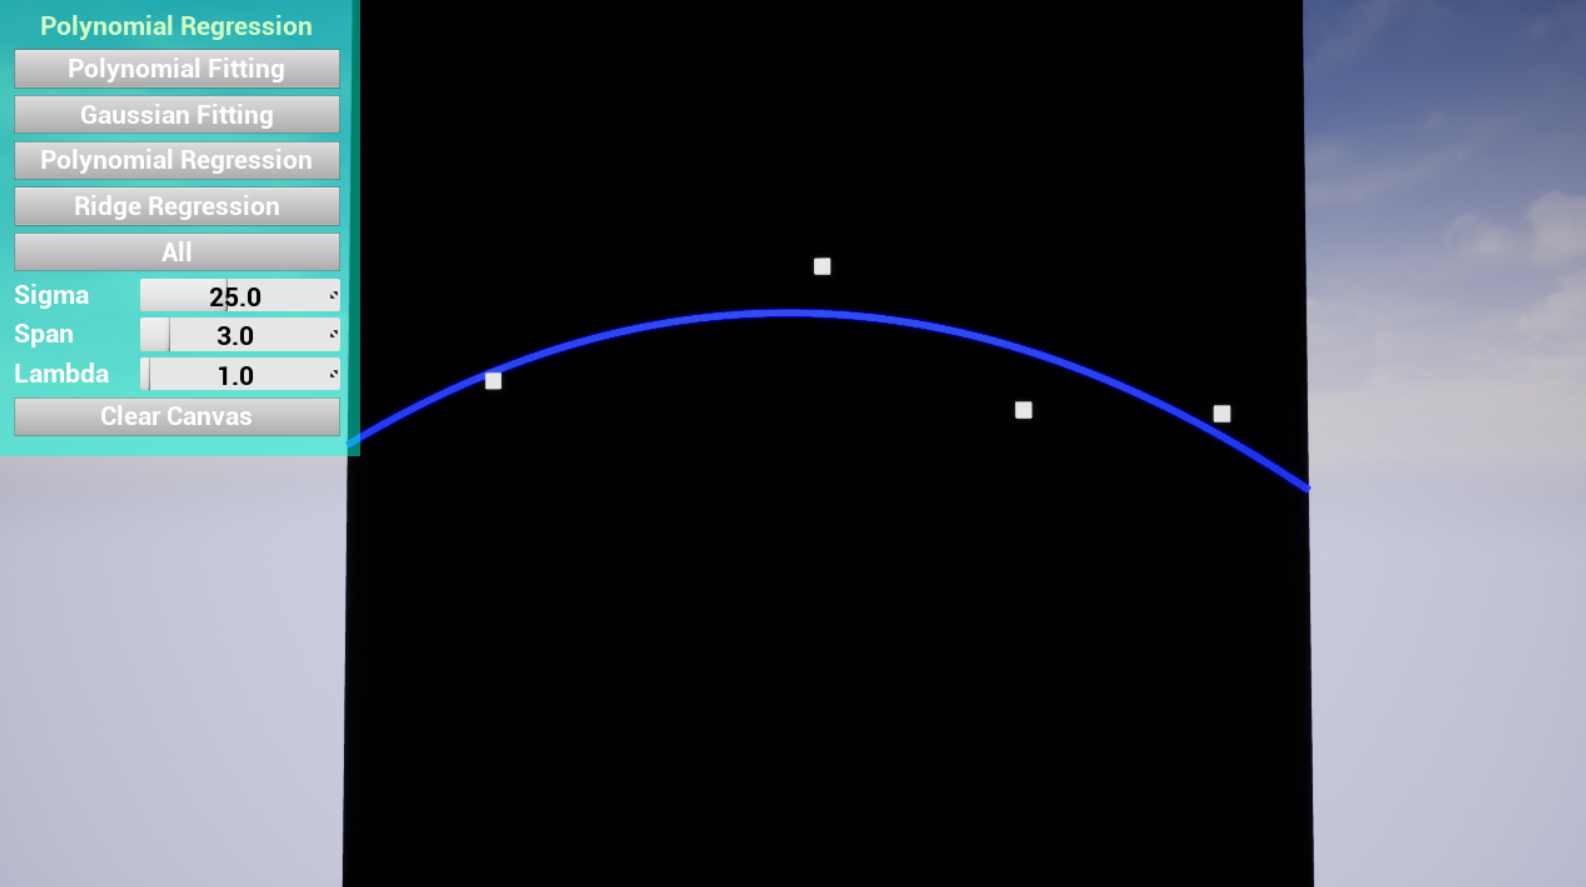 Polynomial Regression
Polynomial Fitting
Gaussian Fitting
Polynomial Regression
Ridge Regression
All
Sigma 25.0
Span 3.0
Lambda 1.0
Clear Canvas